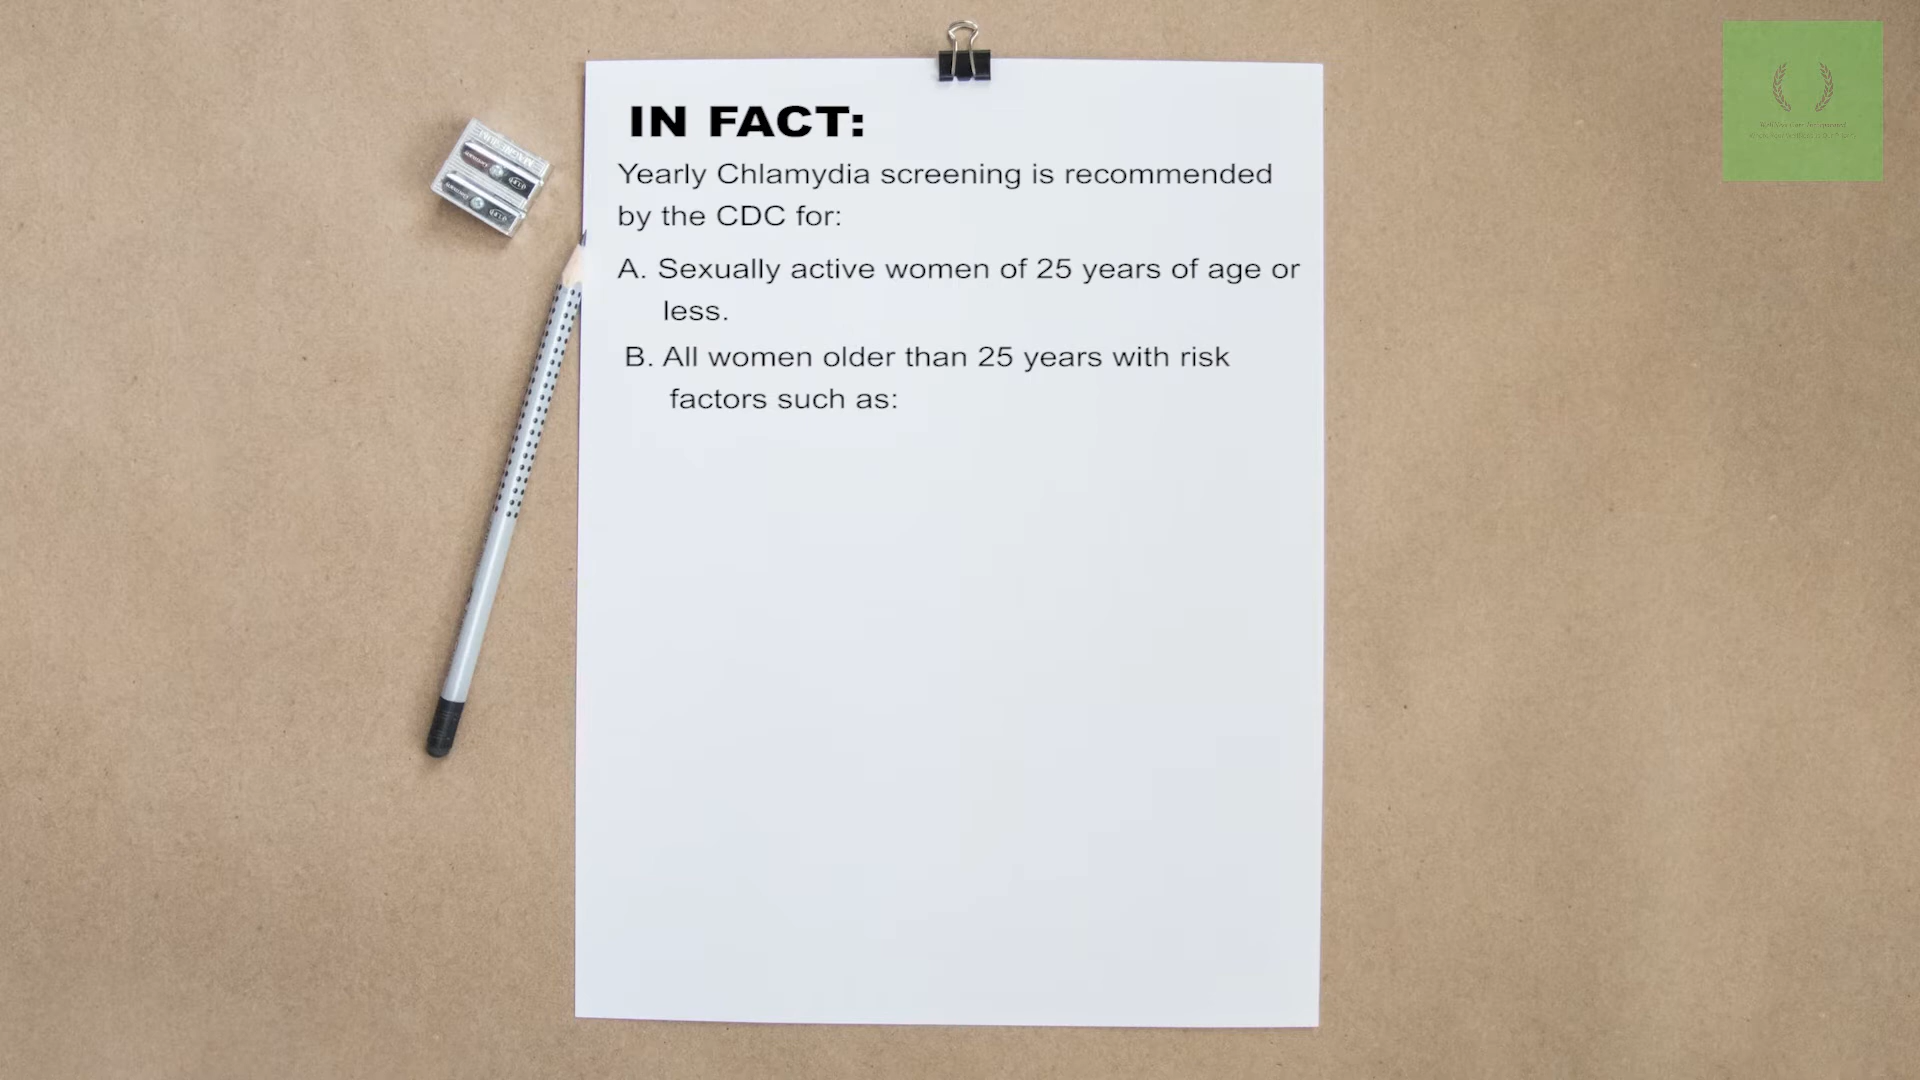 IN FACT:
Yearly Chlamydia screening is recommended
by the CDC for:
A. Sexually active women of 25 years of age or
less.
B. All women older than 25 years with risk
factors such as: